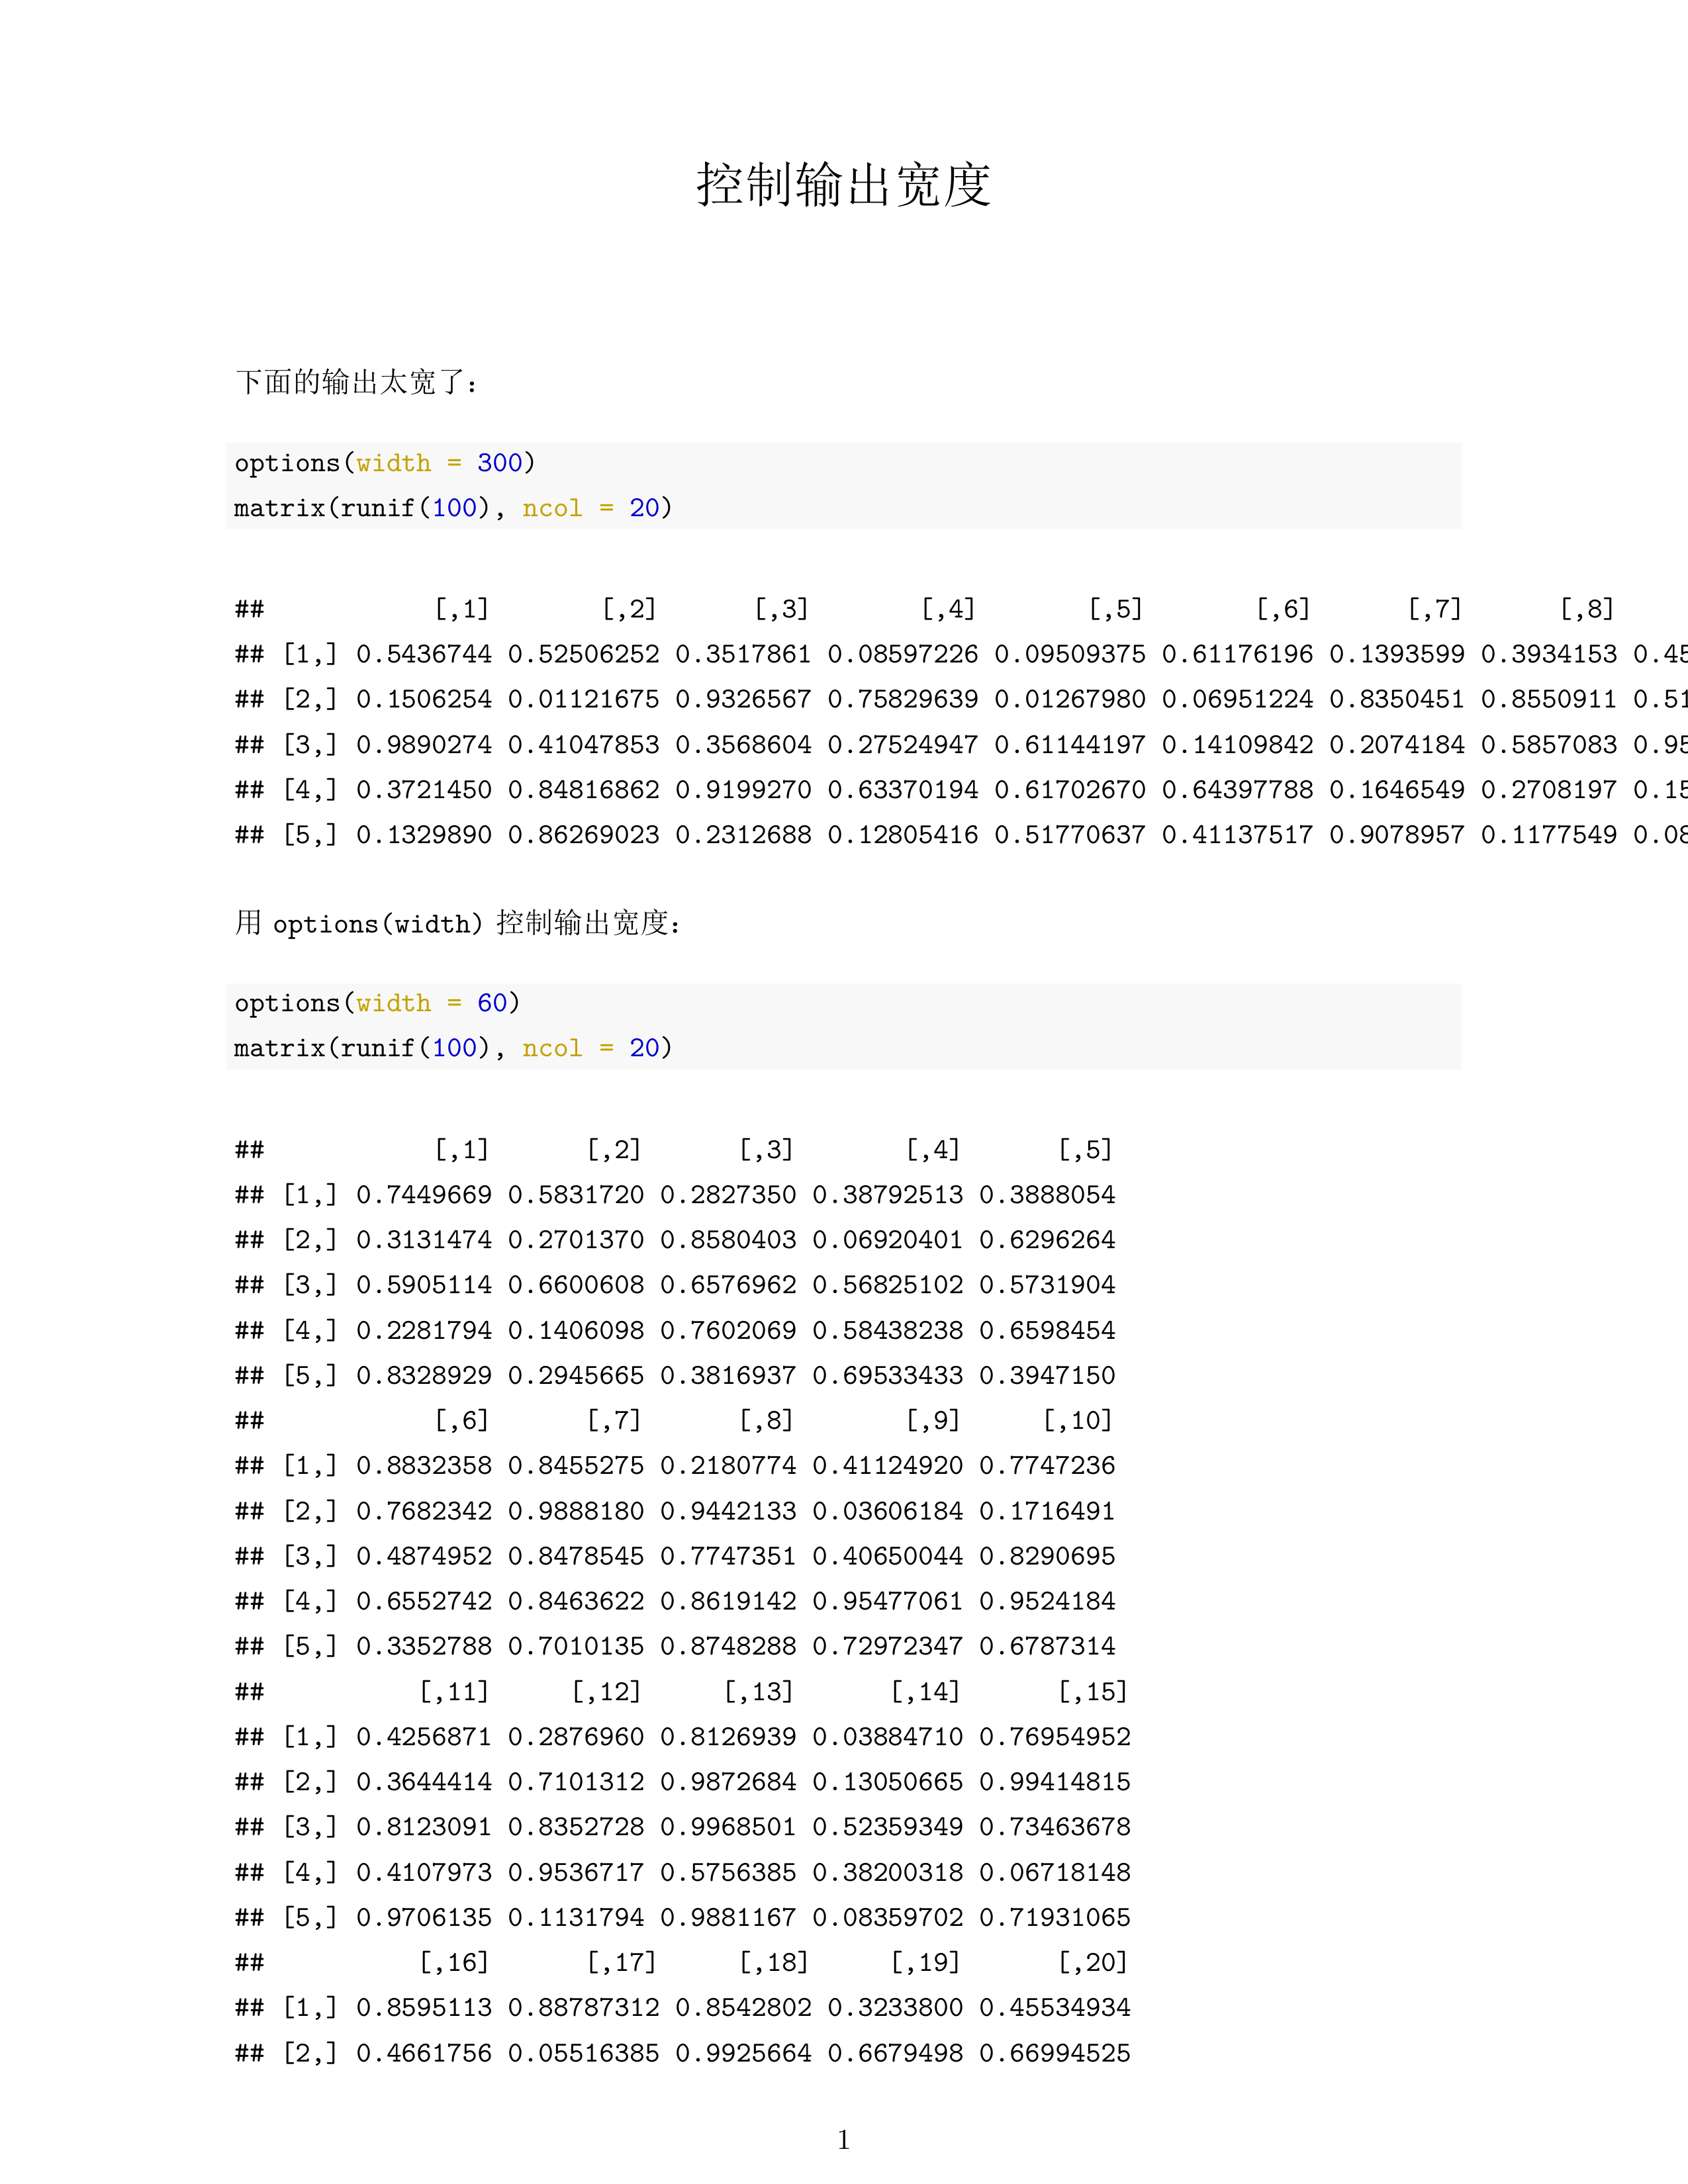 控制输出宽度
下面的输出太宽了：
options(width = 300)
matrix(runif(100), ncol = 20)
##           [,1]       [,2]      [,3]       [,4]       [,5]       [,6]      [,7]      [,8]
## [1,] 0.5436744 0.52506252 0.3517861 0.08597226 0.09509375 0.61176196 0.1393599 0.3934153 0.45
## [2,] 0.1506254 0.01121675 0.9326567 0.75829639 0.01267980 0.06951224 0.8350451 0.8550911 0.51
## [3,] 0.9890274 0.41047853 0.3568604 0.27524947 0.61144197 0.14109842 0.2074184 0.5857083 0.95
## [4,] 0.3721450 0.84816862 0.9199270 0.63370194 0.61702670 0.64397788 0.1646549 0.2708197 0.15
## [5,] 0.1329890 0.86269023 0.2312688 0.12805416 0.51770637 0.41137517 0.9078957 0.1177549 0.08
用 options(width) 控制输出宽度：
options(width = 60)
matrix(runif(100), ncol = 20)
##           [,1]      [,2]      [,3]       [,4]      [,5]
## [1,] 0.7449669 0.5831720 0.2827350 0.38792513 0.3888054
## [2,] 0.3131474 0.2701370 0.8580403 0.06920401 0.6296264
## [3,] 0.5905114 0.6600608 0.6576962 0.56825102 0.5731904
## [4,] 0.2281794 0.1406098 0.7602069 0.58438238 0.6598454
## [5,] 0.8328929 0.2945665 0.3816937 0.69533433 0.3947150
##           [,6]      [,7]      [,8]       [,9]     [,10]
## [1,] 0.8832358 0.8455275 0.2180774 0.41124920 0.7747236
## [2,] 0.7682342 0.9888180 0.9442133 0.03606184 0.1716491
## [3,] 0.4874952 0.8478545 0.7747351 0.40650044 0.8290695
## [4,] 0.6552742 0.8463622 0.8619142 0.95477061 0.9524184
## [5,] 0.3352788 0.7010135 0.8748288 0.72972347 0.6787314
##          [,11]     [,12]     [,13]      [,14]      [,15]
## [1,] 0.4256871 0.2876960 0.8126939 0.03884710 0.76954952
## [2,] 0.3644414 0.7101312 0.9872684 0.13050665 0.99414815
## [3,] 0.8123091 0.8352728 0.9968501 0.52359349 0.73463678
## [4,] 0.4107973 0.9536717 0.5756385 0.38200318 0.06718148
## [5,] 0.9706135 0.1131794 0.9881167 0.08359702 0.71931065
##          [,16]      [,17]     [,18]     [,19]      [,20]
## [1,] 0.8595113 0.88787312 0.8542802 0.3233800 0.45534934
## [2,] 0.4661756 0.05516385 0.9925664 0.6679498 0.66994525
1